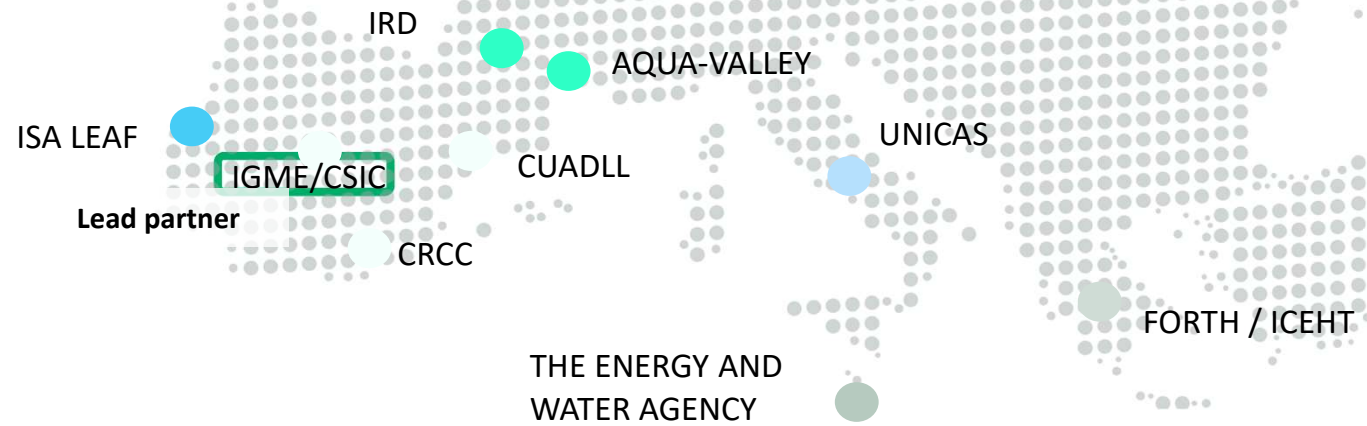 IRD
AQUA-VALLEY
ISA LEAF
UNICAS
CUADLL
IGME/CSIC
Lead partner
CRCC
FORTH / ICEHT
THE ENERGY AND
WATER AGENCY